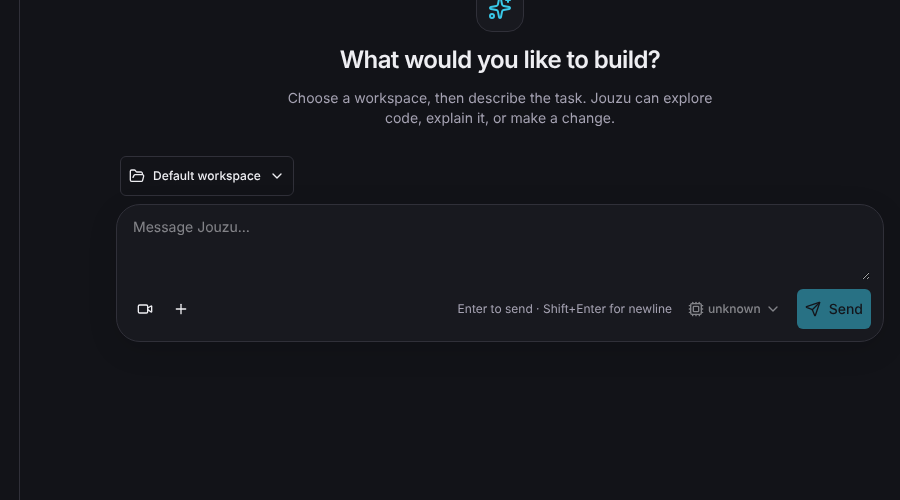 What would you like to build?
Choose a workspace, then describe the task. Jouzu can explore
code, explain it, or make a change.
Default workspace
Message Jouzu...
Enter to send · Shift+Enter for newline
unknown
Send